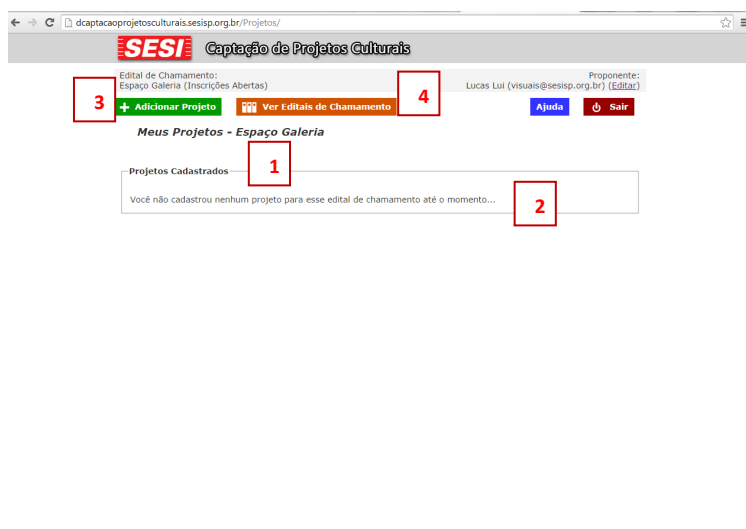 dcaptacaoprojetosculturais.sesisp.org.br/Projetos/
SESI Captação de Projetos Culturais
Edital de Chamamento:
Espaço Galeria (Inscrições Abertas)
Proponente:
Lucas Lui (visuais@sesisp.org.br) (Editar)
3
Adicionar Projeto
Ver Editais de Chamamento
4
Ajuda
Sair
Meus Projetos - Espaço Galeria
1
Projetos Cadastrados
Você não cadastrou nenhum projeto para esse edital de chamamento até o momento...
2